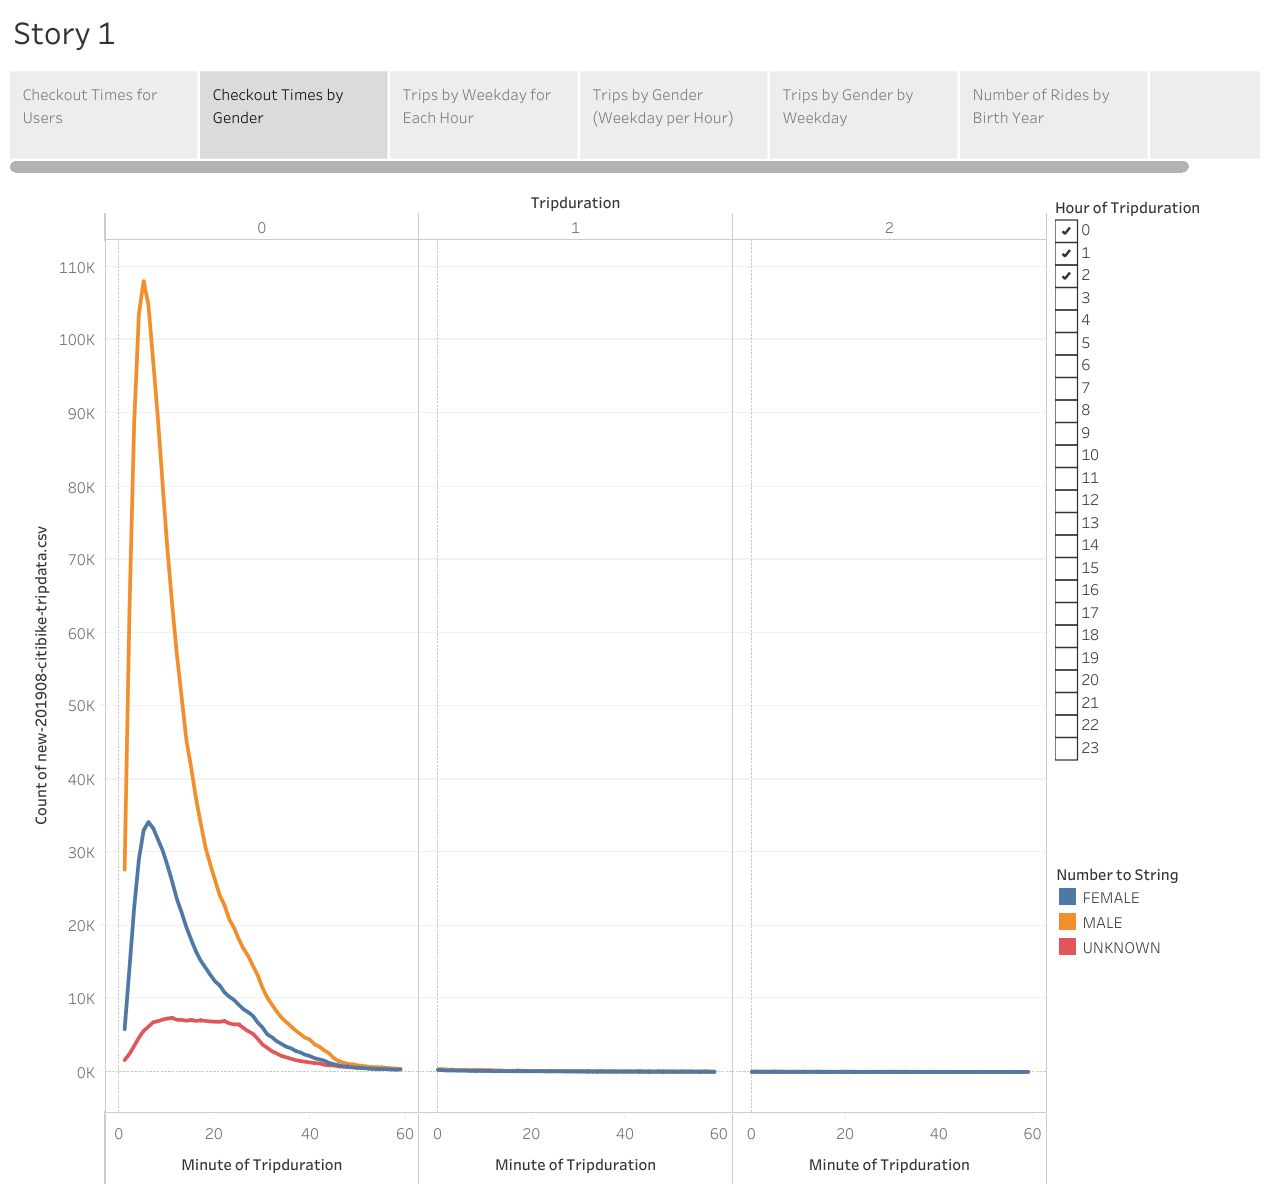 Story 1
Checkout Times for
Users
Checkout Times by
Gender
Trips by Weekday for
Each Hour
Trips by Gender
(Weekday per Hour)
Trips by Gender by
Weekday
Number of Rides by
Birth Year
Tripduration
0 1 2
110K
100K
90K
80K
70K
60K
50K
40K
30K
20K
10K
0K
Count of new-201908-citibike-tripdata.csv
0 20 40 60 0 20 40 60 0 20 40 60
Minute of Tripduration Minute of Tripduration Minute of Tripduration
Hour of Tripduration
0
1
2
3
4
5
6
7
8
9
10
11
12
13
14
15
16
17
18
19
20
21
22
23
Number to String
FEMALE
MALE
UNKNOWN